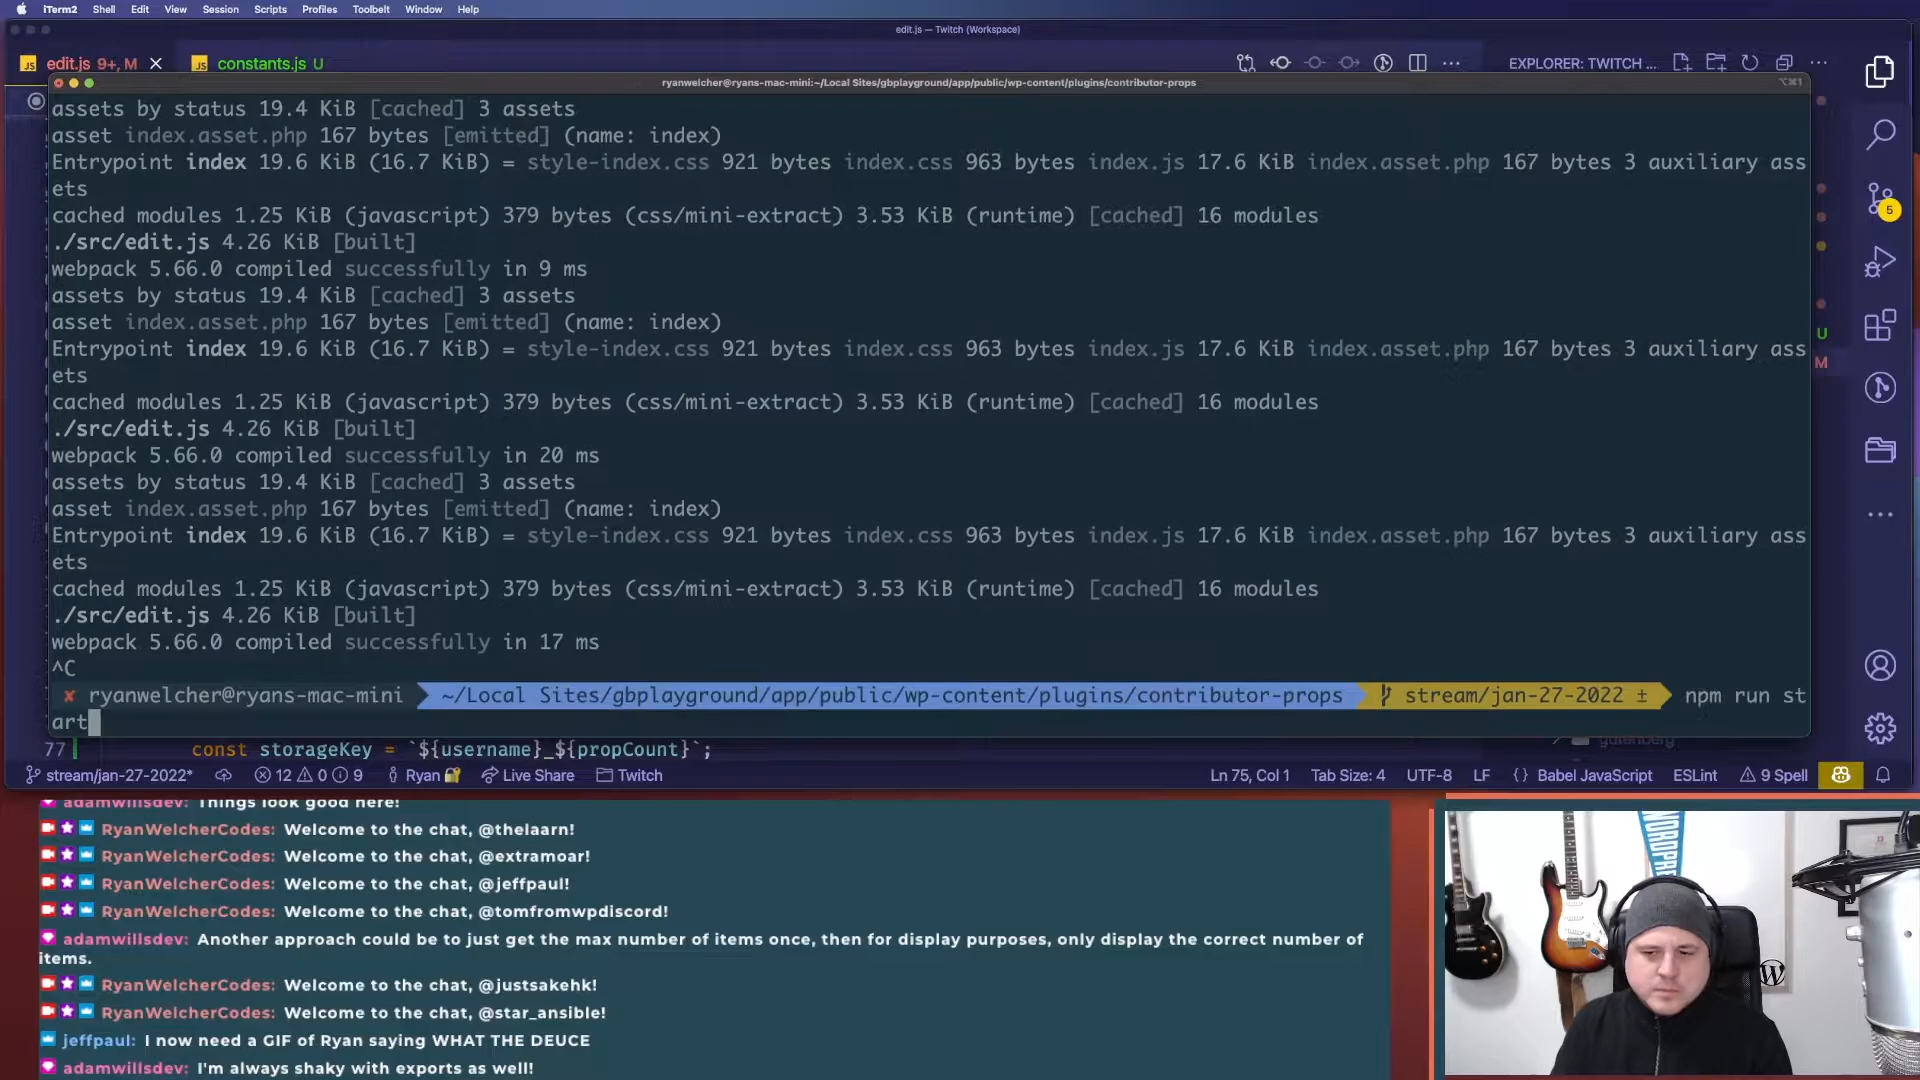 iTerm2 Shell Edit View Session Scripts Profiles Toolbelt Window Help
edit.js — Twitch (Workspace)
JS edit.js 9+, M JS constants.js U EXPLORER: TWITCH ...
ryanwelcher@ryans-mac-mini:~/Local Sites/gbplayground/app/public/wp-content/plugins/contributor-props ⌥⌘1
assets by status 19.4 KiB [cached] 3 assets
asset index.asset.php 167 bytes [emitted] (name: index)
Entrypoint index 19.6 KiB (16.7 KiB) = style-index.css 921 bytes index.css 963 bytes index.js 17.6 KiB index.asset.php 167 bytes 3 auxiliary ass
ets
cached modules 1.25 KiB (javascript) 379 bytes (css/mini-extract) 3.53 KiB (runtime) [cached] 16 modules
./src/edit.js 4.26 KiB [built]
webpack 5.66.0 compiled successfully in 9 ms
assets by status 19.4 KiB [cached] 3 assets
asset index.asset.php 167 bytes [emitted] (name: index)
Entrypoint index 19.6 KiB (16.7 KiB) = style-index.css 921 bytes index.css 963 bytes index.js 17.6 KiB index.asset.php 167 bytes 3 auxiliary ass
ets
cached modules 1.25 KiB (javascript) 379 bytes (css/mini-extract) 3.53 KiB (runtime) [cached] 16 modules
./src/edit.js 4.26 KiB [built]
webpack 5.66.0 compiled successfully in 20 ms
assets by status 19.4 KiB [cached] 3 assets
asset index.asset.php 167 bytes [emitted] (name: index)
Entrypoint index 19.6 KiB (16.7 KiB) = style-index.css 921 bytes index.css 963 bytes index.js 17.6 KiB index.asset.php 167 bytes 3 auxiliary ass
ets
cached modules 1.25 KiB (javascript) 379 bytes (css/mini-extract) 3.53 KiB (runtime) [cached] 16 modules
./src/edit.js 4.26 KiB [built]
webpack 5.66.0 compiled successfully in 17 ms
^C
✘ ryanwelcher@ryans-mac-mini ~/Local Sites/gbplayground/app/public/wp-content/plugins/contributor-props stream/jan-27-2022 ± npm run st
art
5
U
M
77 const storageKey = `${username}_${propCount}`; gutenberg
stream/jan-27-2022* 12 0 9 Ryan Live Share Twitch Ln 75, Col 1 Tab Size: 4 UTF-8 LF {} Babel JavaScript ESLint 9 Spell
adamwillsdev: Things look good here!
RyanWelcherCodes: Welcome to the chat, @thelaarn!
RyanWelcherCodes: Welcome to the chat, @extramoar!
RyanWelcherCodes: Welcome to the chat, @jeffpaul!
RyanWelcherCodes: Welcome to the chat, @tomfromwpdiscord!
adamwillsdev: Another approach could be to just get the max number of items once, then for display purposes, only display the correct number of
items.
RyanWelcherCodes: Welcome to the chat, @justsakehk!
RyanWelcherCodes: Welcome to the chat, @star_ansible!
jeffpaul: I now need a GIF of Ryan saying WHAT THE DEUCE
adamwillsdev: I'm always shaky with exports as well!